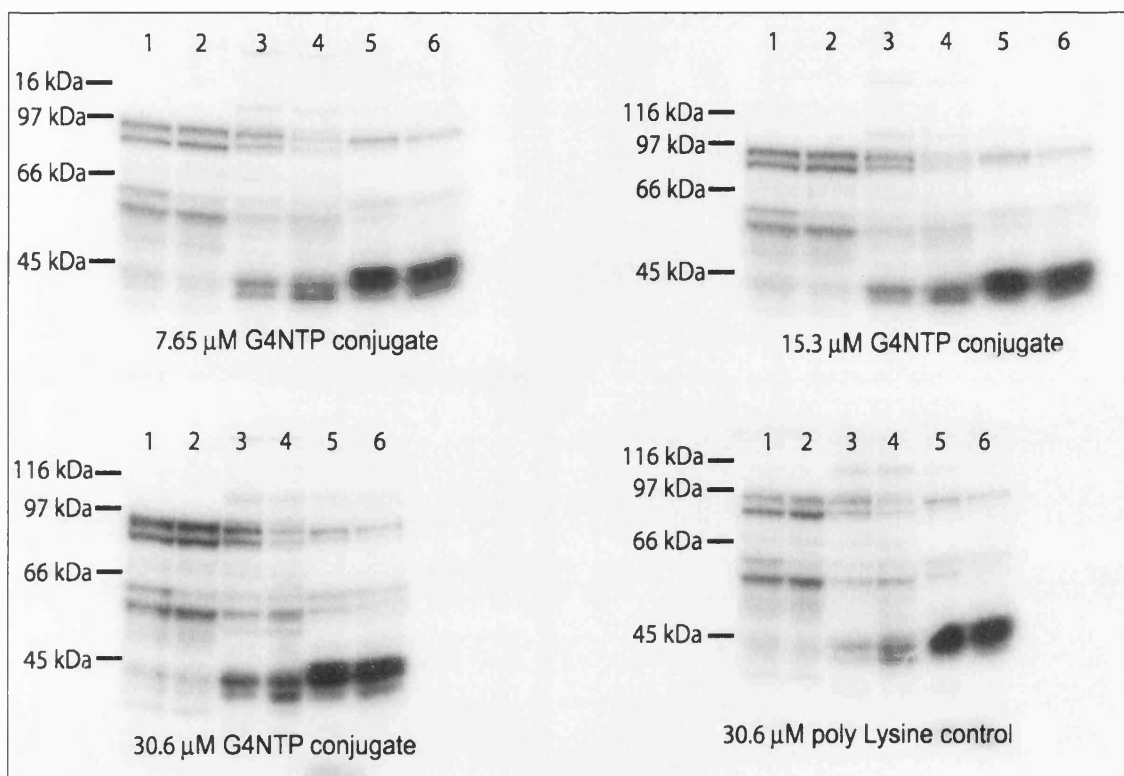 1 2 3 4 5 6
16 kDa
97 kDa
66 kDa
45 kDa
7.65 μM G4NTP conjugate
1 2 3 4 5 6
116 kDa
97 kDa
66 kDa
45 kDa
15.3 μM G4NTP conjugate
1 2 3 4 5 6
116 kDa
97 kDa
66 kDa
45 kDa
30.6 μM G4NTP conjugate
1 2 3 4 5 6
116 kDa
97 kDa
66 kDa
45 kDa
30.6 μM poly Lysine control